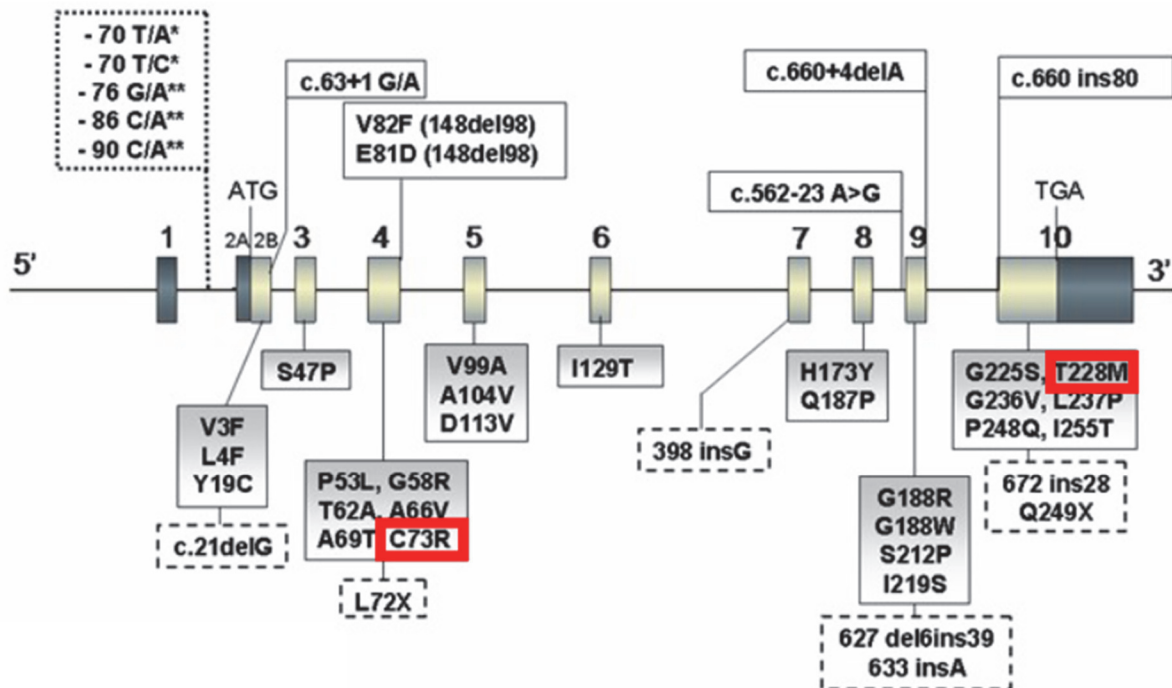 - 70 T/A*
- 70 T/C*
- 76 G/A**
- 86 C/A**
- 90 C/A**
c.63+1 G/A
V82F (148del98)
E81D (148del98)
c.660+4delA
c.660 ins80
c.562-23 A>G
ATG
TGA
1
2A 2B
3
4
5
6
7
8
9
10
5'
3'
S47P
V99A
A104V
D113V
I129T
H173Y
Q187P
G225S, T228M
G236V, L237P
P248Q, I255T
V3F
L4F
Y19C
398 insG
P53L, G58R
T62A, A66V
A69T C73R
G188R
G188W
S212P
I219S
672 ins28
Q249X
c.21delG
L72X
627 del6ins39
633 insA